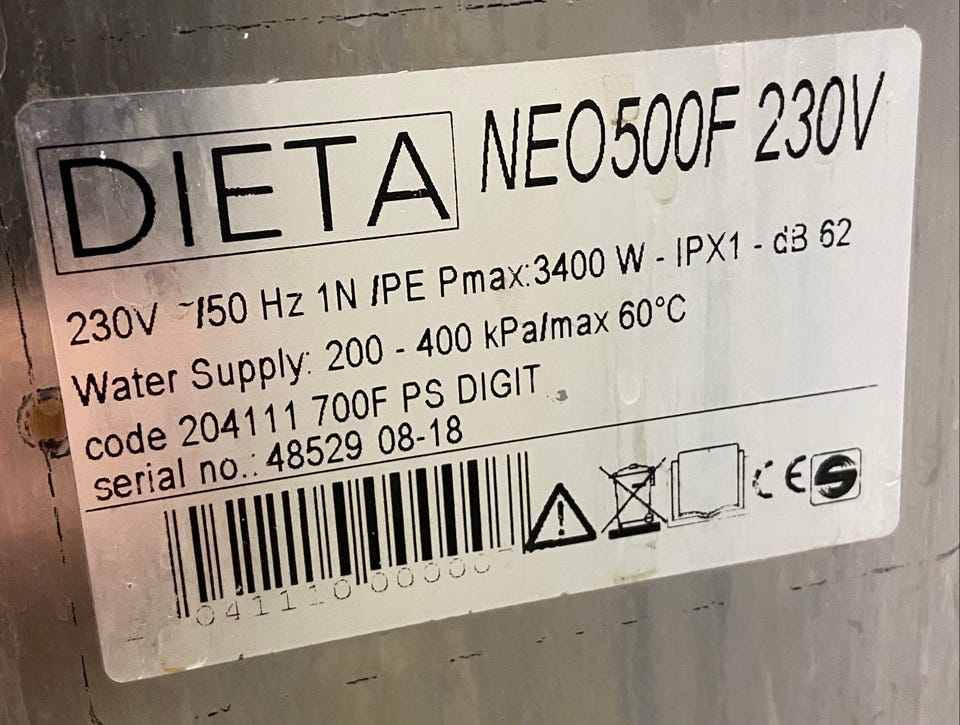 DIETA NEO500F 230V
230V ~/50 Hz 1N /PE Pmax:3400 W - IPX1 - dB 62
Water Supply: 200 - 400 kPa/max 60°C
code 204111 700F PS DIGIT
serial no.: 48529 08-18
CE S